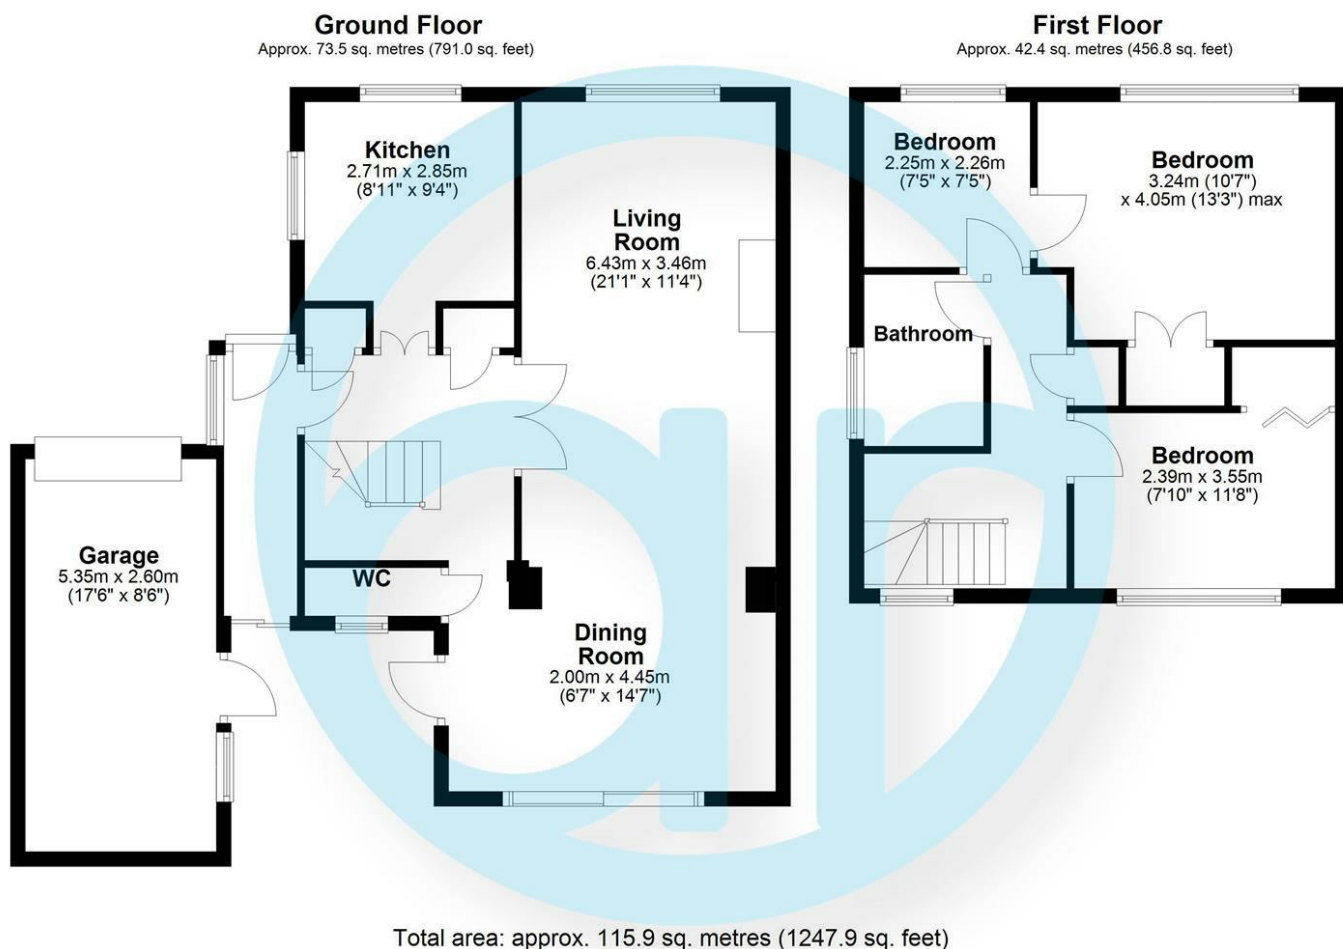 Ground Floor
Approx. 73.5 sq. metres (791.0 sq. feet)
Kitchen
2.71m x 2.85m
(8'11" x 9'4")
Living
Room
6.43m x 3.46m
(21'1" x 11'4")
Garage
5.35m x 2.60m
(17'6" x 8'6")
WC
Dining
Room
2.00m x 4.45m
(6'7" x 14'7")
First Floor
Approx. 42.4 sq. metres (456.8 sq. feet)
Bedroom
2.25m x 2.26m
(7'5" x 7'5")
Bedroom
3.24m (10'7")
x 4.05m (13'3") max
Bathroom
Bedroom
2.39m x 3.55m
(7'10" x 11'8")
Total area: approx. 115.9 sq. metres (1247.9 sq. feet)